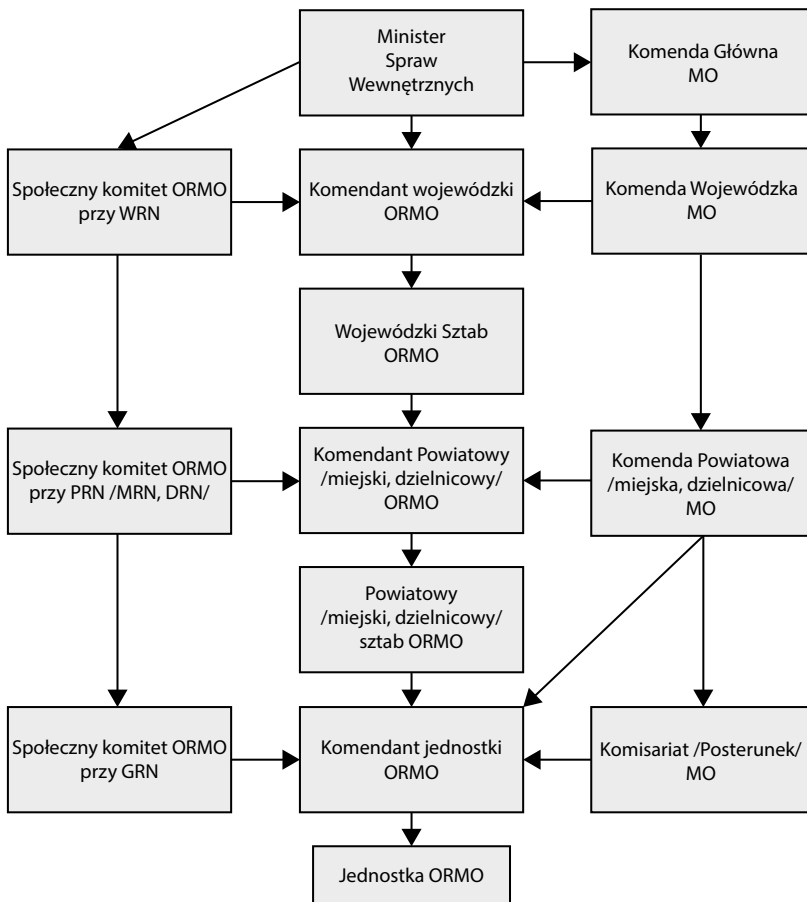 Minister
Spraw
Wewnętrznych
Komenda Główna
MO
Społeczny komitet ORMO
przy WRN
Komendant wojewódzki
ORMO
Komenda Wojewódzka
MO
Wojewódzki Sztab
ORMO
Społeczny komitet ORMO
przy PRN /MRN, DRN/
Komendant Powiatowy
/miejski, dzielnicowy/
ORMO
Komenda Powiatowa
/miejska, dzielnicowa/
MO
Powiatowy
/miejski, dzielnicowy/
sztab ORMO
Społeczny komitet ORMO
przy GRN
Komendant jednostki
ORMO
Komisariat /Posterunek/
MO
Jednostka ORMO